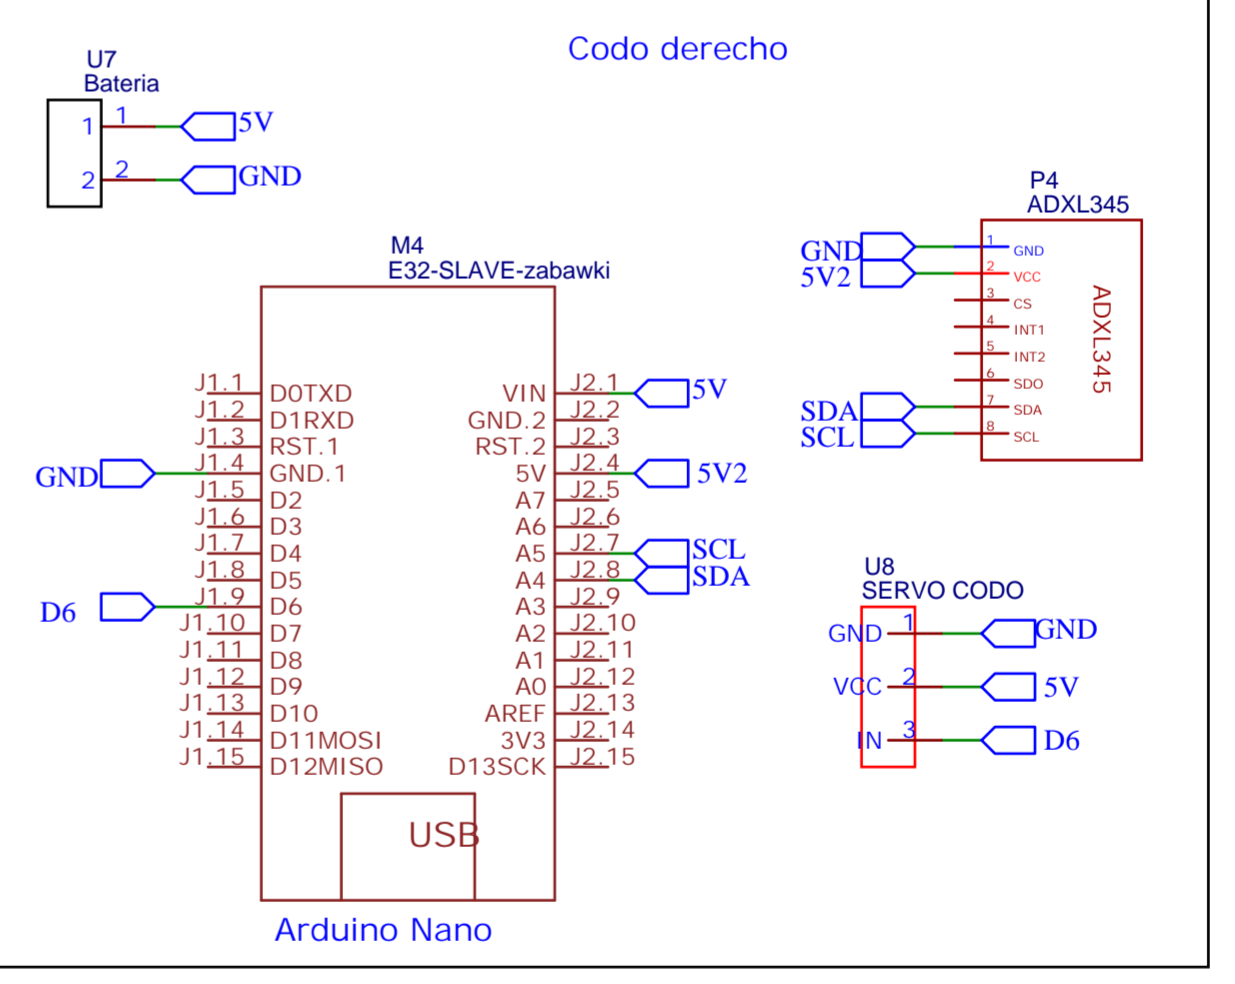 Codo derecho
U7
Bateria
1 1 5V
2 2 GND
P4
ADXL345
GND 1 GND
5V2 2 VCC
3 CS
4 INT1
5 INT2
6 SDO
SDA 7 SDA
SCL 8 SCL
ADXL345
M4
E32-SLAVE-zabawki
J1.1 D0TXD VIN J2.1 5V
J1.2 D1RXD GND.2 J2.2
J1.3 RST.1 RST.2 J2.3
GND J1.4 GND.1 5V J2.4 5V2
J1.5 D2 A7 J2.5
J1.6 D3 A6 J2.6
J1.7 D4 A5 J2.7 SCL
J1.8 D5 A4 J2.8 SDA
D6 J1.9 D6 A3 J2.9
J1.10 D7 A2 J2.10
J1.11 D8 A1 J2.11
J1.12 D9 A0 J2.12
J1.13 D10 AREF J2.13
J1.14 D11MOSI 3V3 J2.14
J1.15 D12MISO D13SCK J2.15
USB
Arduino Nano
U8
SERVO CODO
GND 1 GND
VCC 2 5V
IN 3 D6